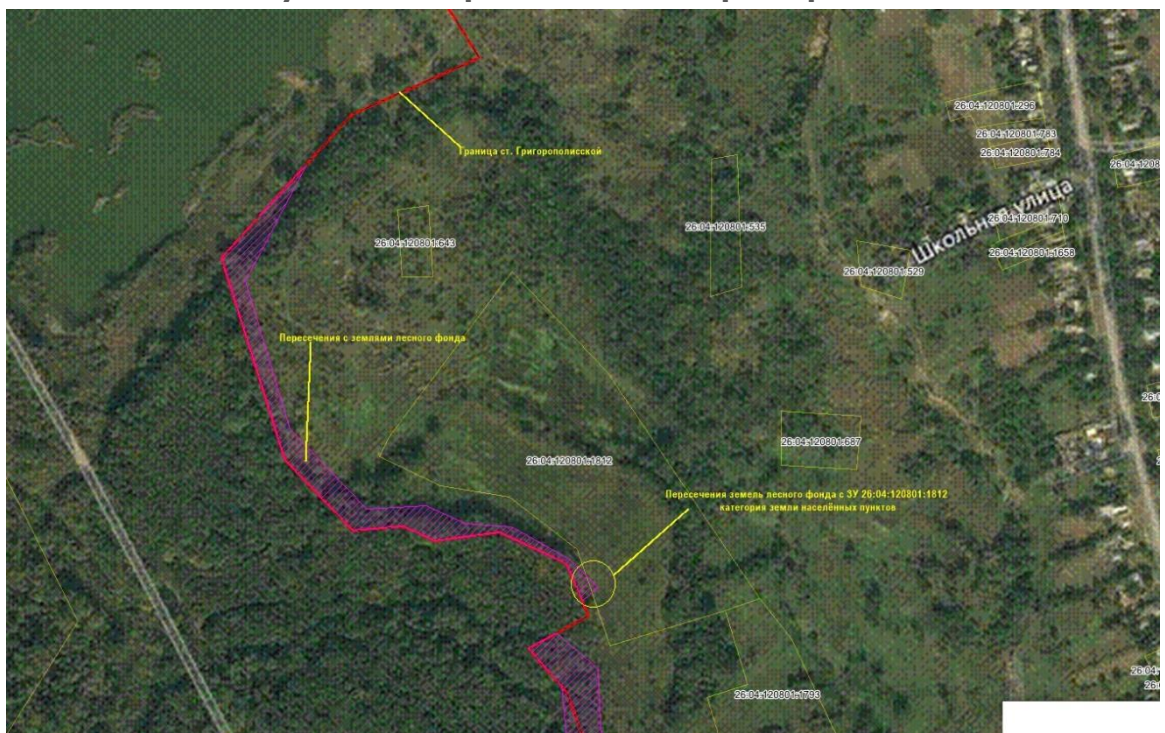 26:04:120801:296
Граница ст. Григорополисской
26:04:120801:783
26:04:120801:784
Школьная улица
26:04:120801:710
26:04:120801:535
26:04:120801:643
26:04:120801:1658
26:04:120801:529
Пересечения с землями лесного фонда
26:04:120801:687
26:04:120801:1812
Пересечения земель лесного фонда с ЗУ 26:04:120801:1812
категория земли населённых пунктов
26:04:120801:1793